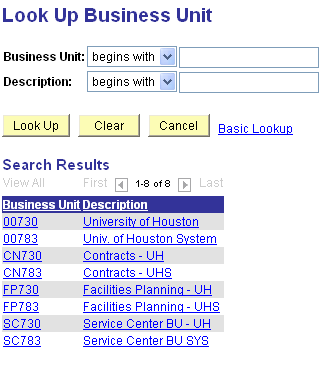 Look Up Business Unit
Business Unit: begins with
Description: begins with
Look Up Clear Cancel Basic Lookup
Search Results
View All First 1-8 of 8 Last
Business Unit Description
00730 University of Houston
00783 Univ. of Houston System
CN730 Contracts - UH
CN783 Contracts - UHS
FP730 Facilities Planning - UH
FP783 Facilities Planning - UHS
SC730 Service Center BU - UH
SC783 Service Center BU SYS